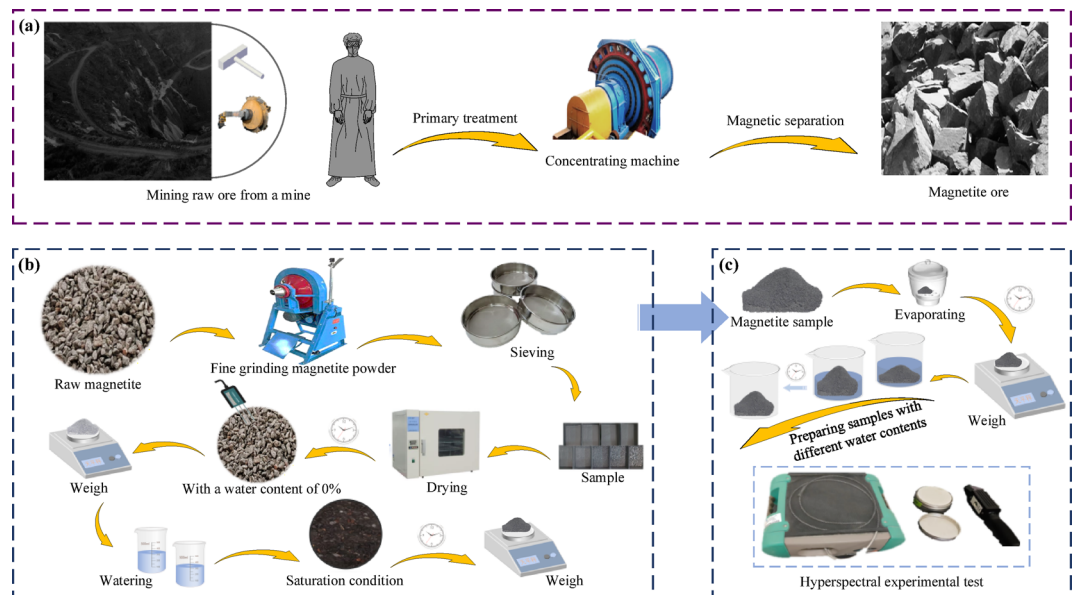 (a)
Primary treatment
Magnetic separation
Mining raw ore from a mine
Concentrating machine
Magnetite ore
(b)
Raw magnetite
Fine grinding magnetite powder
Sieving
Weigh
With a water content of 0%
Drying
Sample
Watering
Saturation condition
Weigh
(c)
Magnetite sample
Evaporating
Weigh
Preparing samples with
different water contents
Hyperspectral experimental test